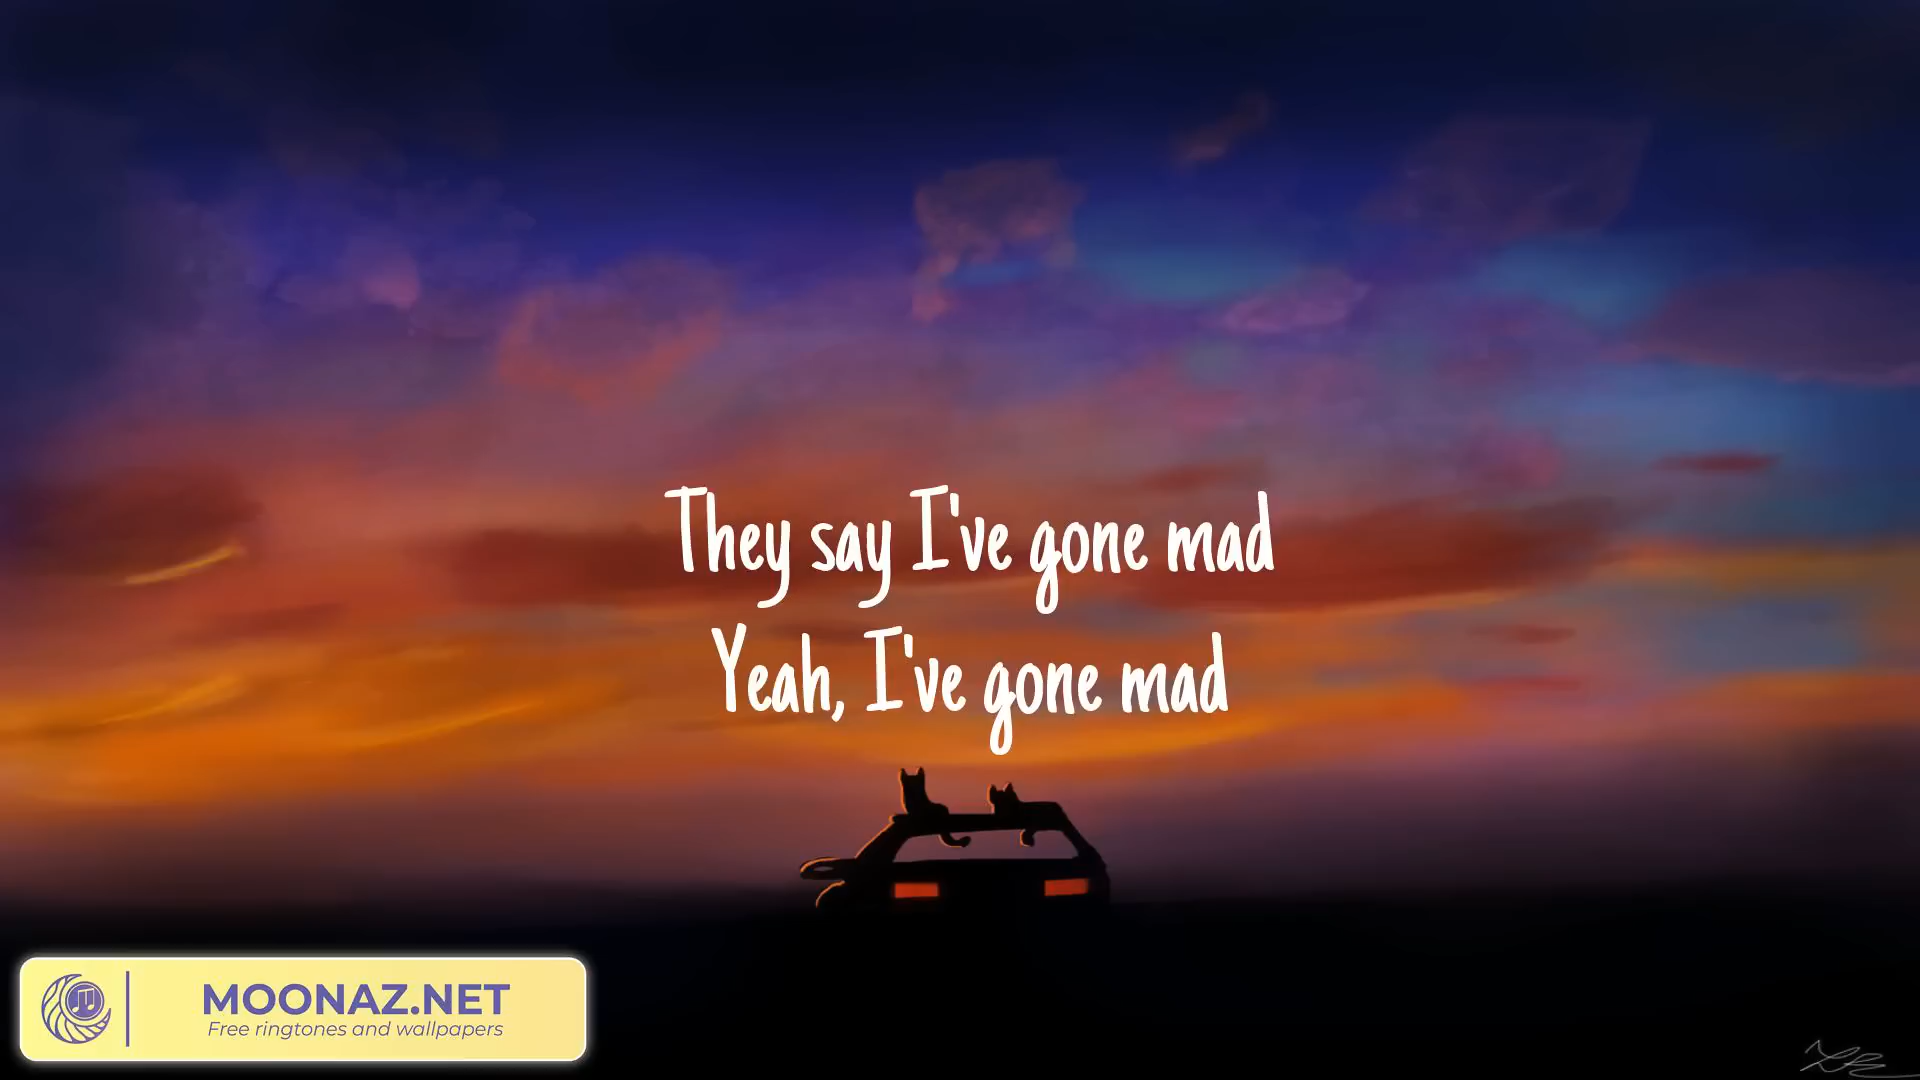 They say I've gone mad
Yeah, I've gone mad
MOONAZ.NET
Free ringtones and wallpapers